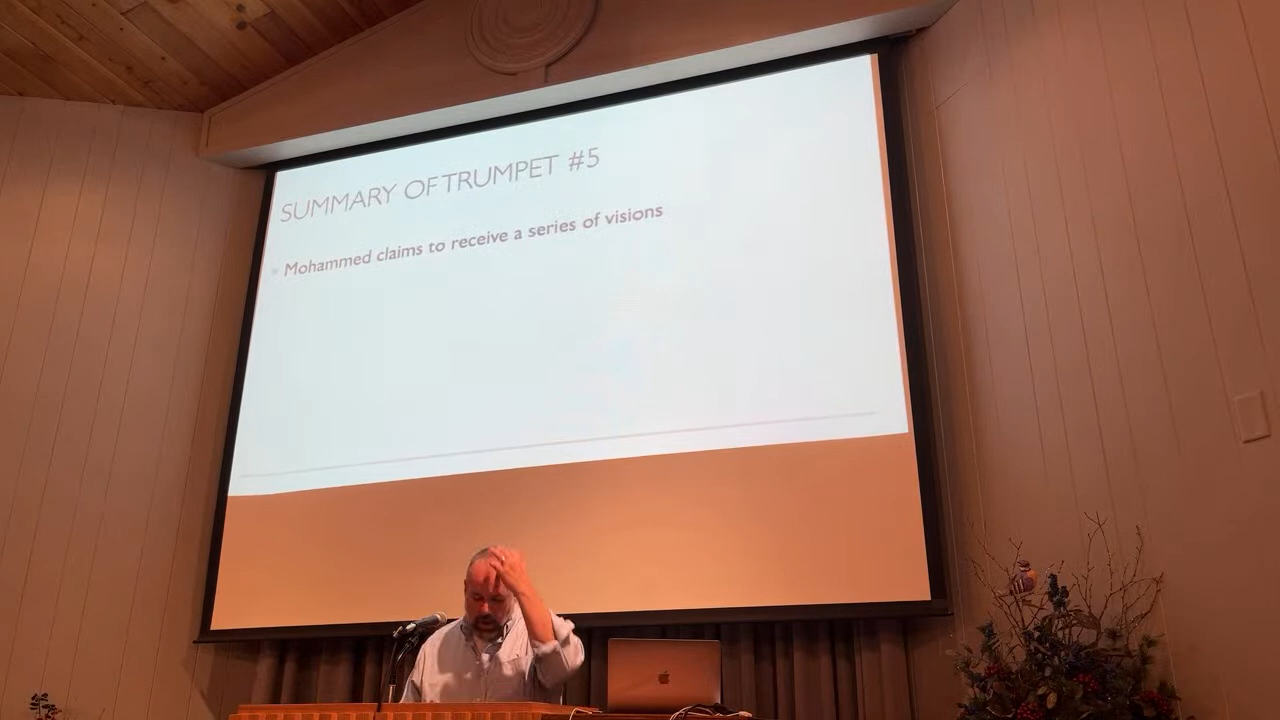 SUMMARY OF TRUMPET #5
Mohammed claims to receive a series of visions